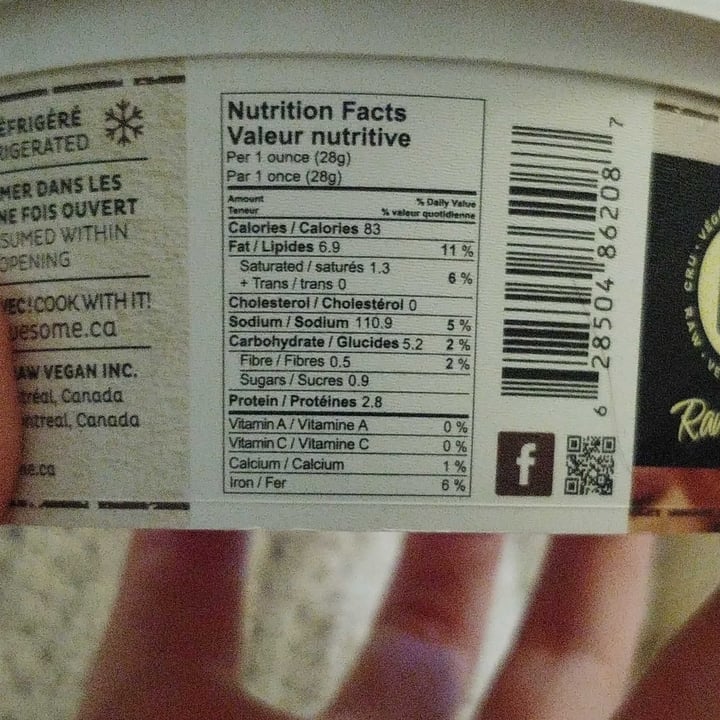 RIGERATED
MER DANS LES
NE FOIS OUVERT
SUMED WITHIN
OPENING
VEC! COOK WITH IT!
uesome.ca
AW VEGAN INC.
tréal, Canada
ntreal, Canada
Nutrition Facts
Valeur nutritive
Per 1 ounce (28g)
Par 1 once (28g)
Amount % Daily Value
Teneur % valeur quotidienne
Calories / Calories 83
Fat / Lipides 6.9 11 %
Saturated / saturés 1.3 6 %
+ Trans / trans 0
Cholesterol / Cholestérol 0
Sodium / Sodium 110.9 5 %
Carbohydrate / Glucides 5.2 2 %
Fibre / Fibres 0.5 2 %
Sugars / Sucres 0.9
Protein / Protéines 2.8
Vitamin A / Vitamine A 0 %
Vitamin C / Vitamine C 0 %
Calcium / Calcium 1 %
Iron / Fer 6 %
6 28504 86208 7
f
CRU
RAW
Ra